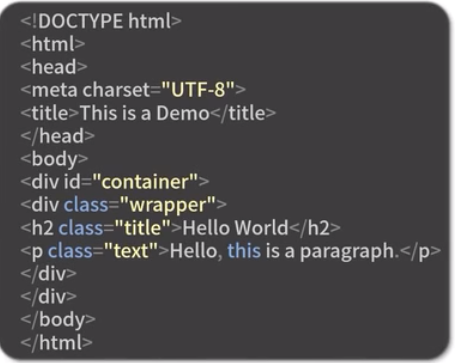 <!DOCTYPE html>
<html>
<head>
<meta charset="UTF-8">
<title>This is a Demo</title>
</head>
<body>
<div id="container">
<div class="wrapper">
<h2 class="title">Hello World</h2>
<p class="text">Hello, this is a paragraph.</p>
</div>
</div>
</body>
</html>